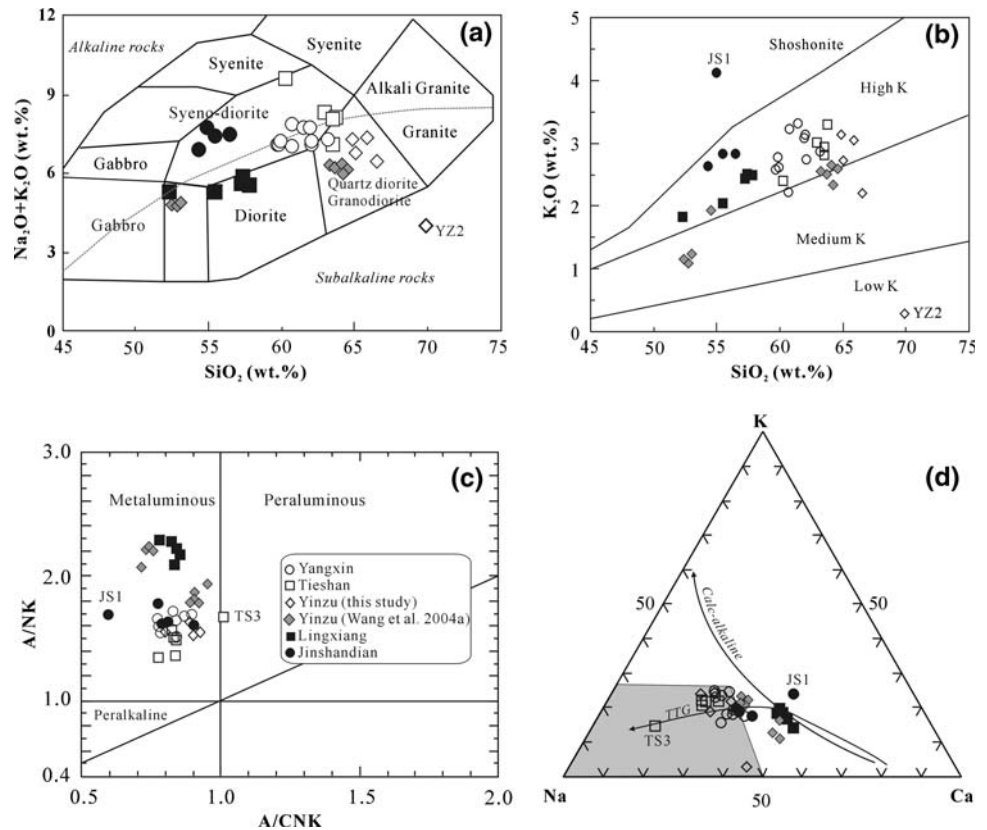 (a)
Na₂O+K₂O (wt.%)
12
9
6
3
0
45 50 55 60 65 70 75
SiO₂ (wt.%)
Alkaline rocks
Syenite
Syenite
Alkali Granite
Syeno-diorite
Granite
Gabbro
Gabbro
Diorite
Quartz diorite
Granodiorite
YZ2
Subalkaline rocks
(b)
K₂O (wt.%)
5
4
3
2
1
0
45 50 55 60 65 70 75
SiO₂ (wt.%)
JS1
Shoshonite
High K
Medium K
Low K
YZ2
(c)
A/NK
3.0
2.0
1.0
0.4
0.5 1.0 1.5 2.0
A/CNK
Metaluminous
Peraluminous
Peralkaline
JS1
TS3
Yangxin
Tieshan
Yinzu (this study)
Yinzu (Wang et al. 2004a)
Lingxiang
Jinshandian
(d)
K
50
50
Calc-alkaline
JS1
TTG
TS3
Na
50
Ca